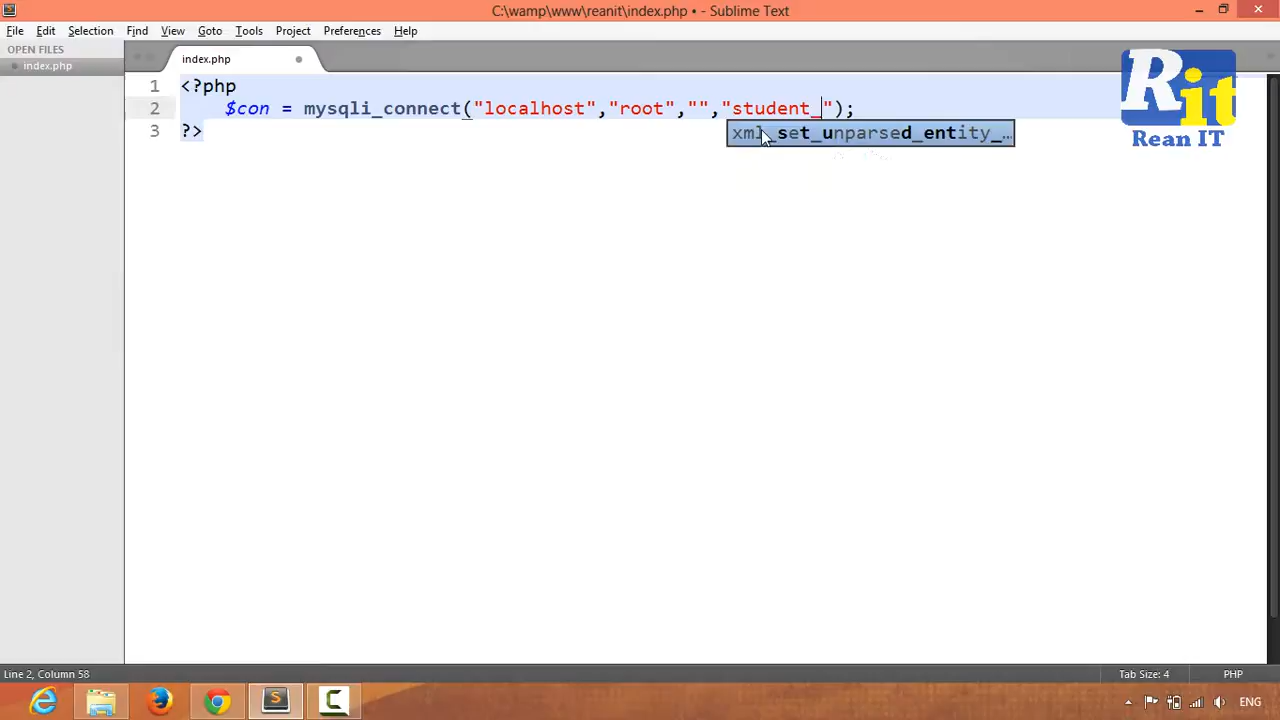 C:\wamp\www\reanit\index.php • - Sublime Text
File Edit Selection Find View Goto Tools Project Preferences Help
OPEN FILES
index.php
index.php
1 <?php
2 $con = mysqli_connect("localhost","root","","student_");
3 ?>
xml_set_unparsed_entity_…
Rit
Rean IT
Line 2, Column 58
Tab Size: 4
PHP
S
C
ENG